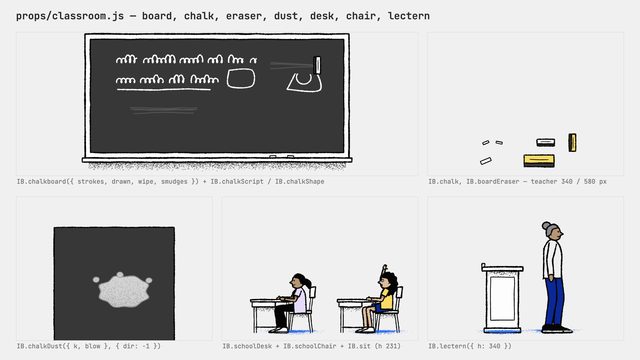 props/classroom.js — board, chalk, eraser, dust, desk, chair, lectern
IB.chalkboard({ strokes, drawn, wipe, smudges }) + IB.chalkScript / IB.chalkShape
IB.chalk, IB.boardEraser — teacher 340 / 580 px
IB.chalkDust({ k, blow }, { dir: -1 })
IB.schoolDesk + IB.schoolChair + IB.sit (h 231)
IB.lectern({ h: 340 })